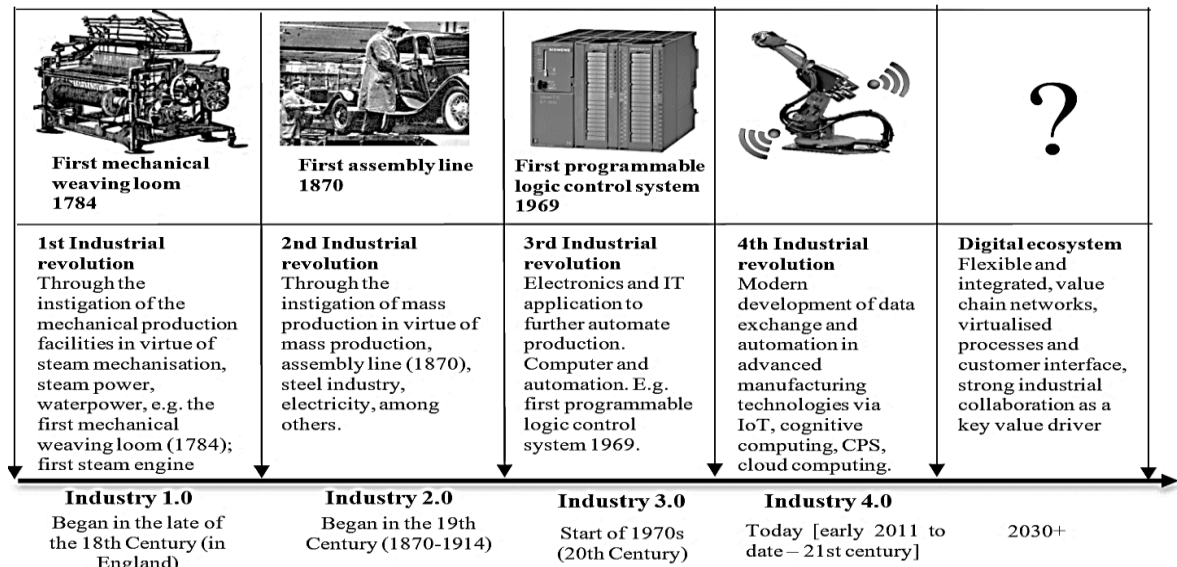 SIEMENS
First mechanical
weaving loom
1784
First assembly line
1870
First programmable
logic control system
1969
?
1st Industrial
revolution
Through the
instigation of the
mechanical production
facilities in virtue of
steam mechanisation,
steam power,
waterpower, e.g. the
first mechanical
weaving loom (1784);
first steam engine
2nd Industrial
revolution
Through the
instigation of mass
production in virtue of
mass production,
assembly line (1870),
steel industry,
electricity, among
others.
3rd Industrial
revolution
Electronics and IT
application to
further automate
production.
Computer and
automation. E.g.
first programmable
logic control
system 1969.
4th Industrial
revolution
Modern
development of data
exchange and
automation in
advanced
manufacturing
technologies via
IoT, cognitive
computing, CPS,
cloud computing.
Digital ecosystem
Flexible and
integrated, value
chain networks,
virtualised
processes and
customer interface,
strong industrial
collaboration as a
key value driver
Industry 1.0
Began in the late of
the 18th Century (in
England)
Industry 2.0
Began in the 19th
Century (1870-1914)
Industry 3.0
Start of 1970s
(20th Century)
Industry 4.0
Today [early 2011 to
date – 21st century]
2030+